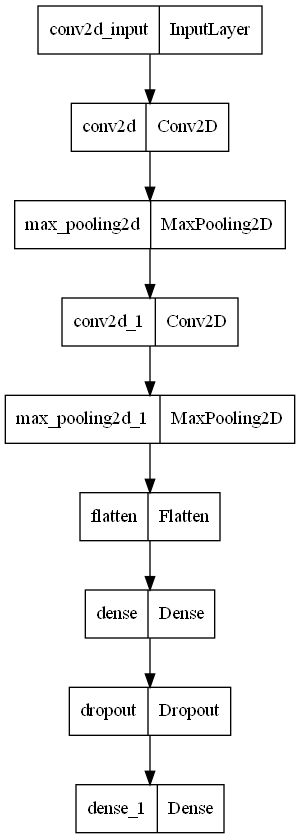 conv2d_input InputLayer
conv2d Conv2D
max_pooling2d MaxPooling2D
conv2d_1 Conv2D
max_pooling2d_1 MaxPooling2D
flatten Flatten
dense Dense
dropout Dropout
dense_1 Dense